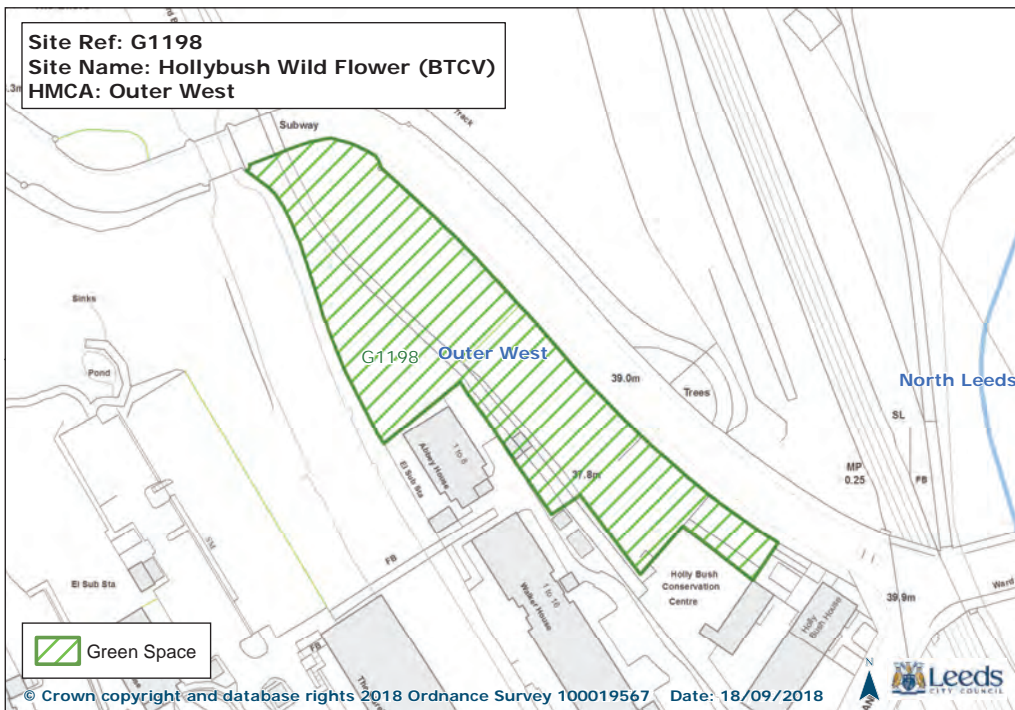 Site Ref: G1198
Site Name: Hollybush Wild Flower (BTCV)
HMCA: Outer West
.3m
Subway
Track
Sinks
Pond
G1198
Outer West
39.0m
Trees
North Leeds
SL
MP
0.25
FB
1 to 8
Abbey House
El Sub Sta
37.8m
SM
FB
El Sub Sta
1 to 16
Walker House
Holly Bush
Conservation
Centre
Holly
Bush House
39.9m
Ward
FB
Green Space
N
Leeds
CITY COUNCIL
© Crown copyright and database rights 2018 Ordnance Survey 100019567 Date: 18/09/2018